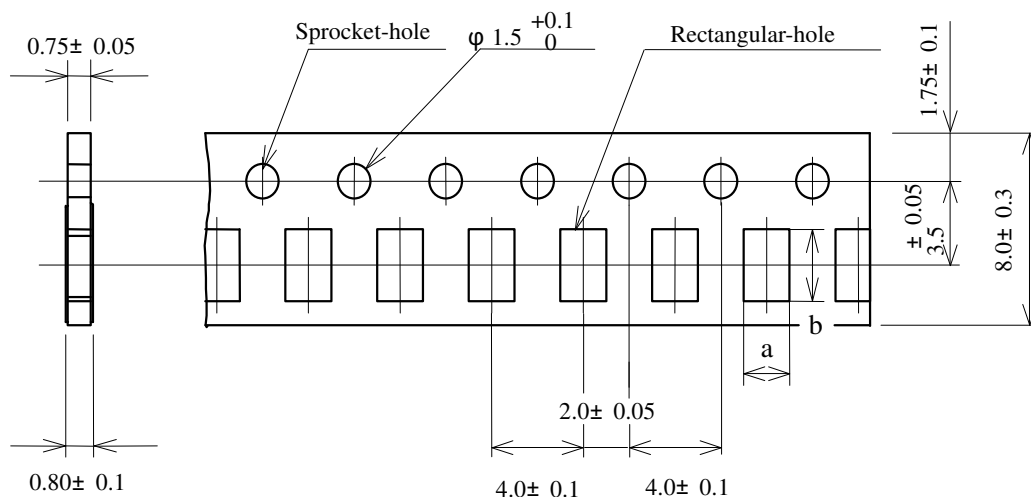 0.75± 0.05
Sprocket-hole
φ 1.5 +0.1
0
Rectangular-hole
1.75± 0.1
± 0.05
3.5
8.0± 0.3
b
a
2.0± 0.05
0.80± 0.1
4.0± 0.1
4.0± 0.1